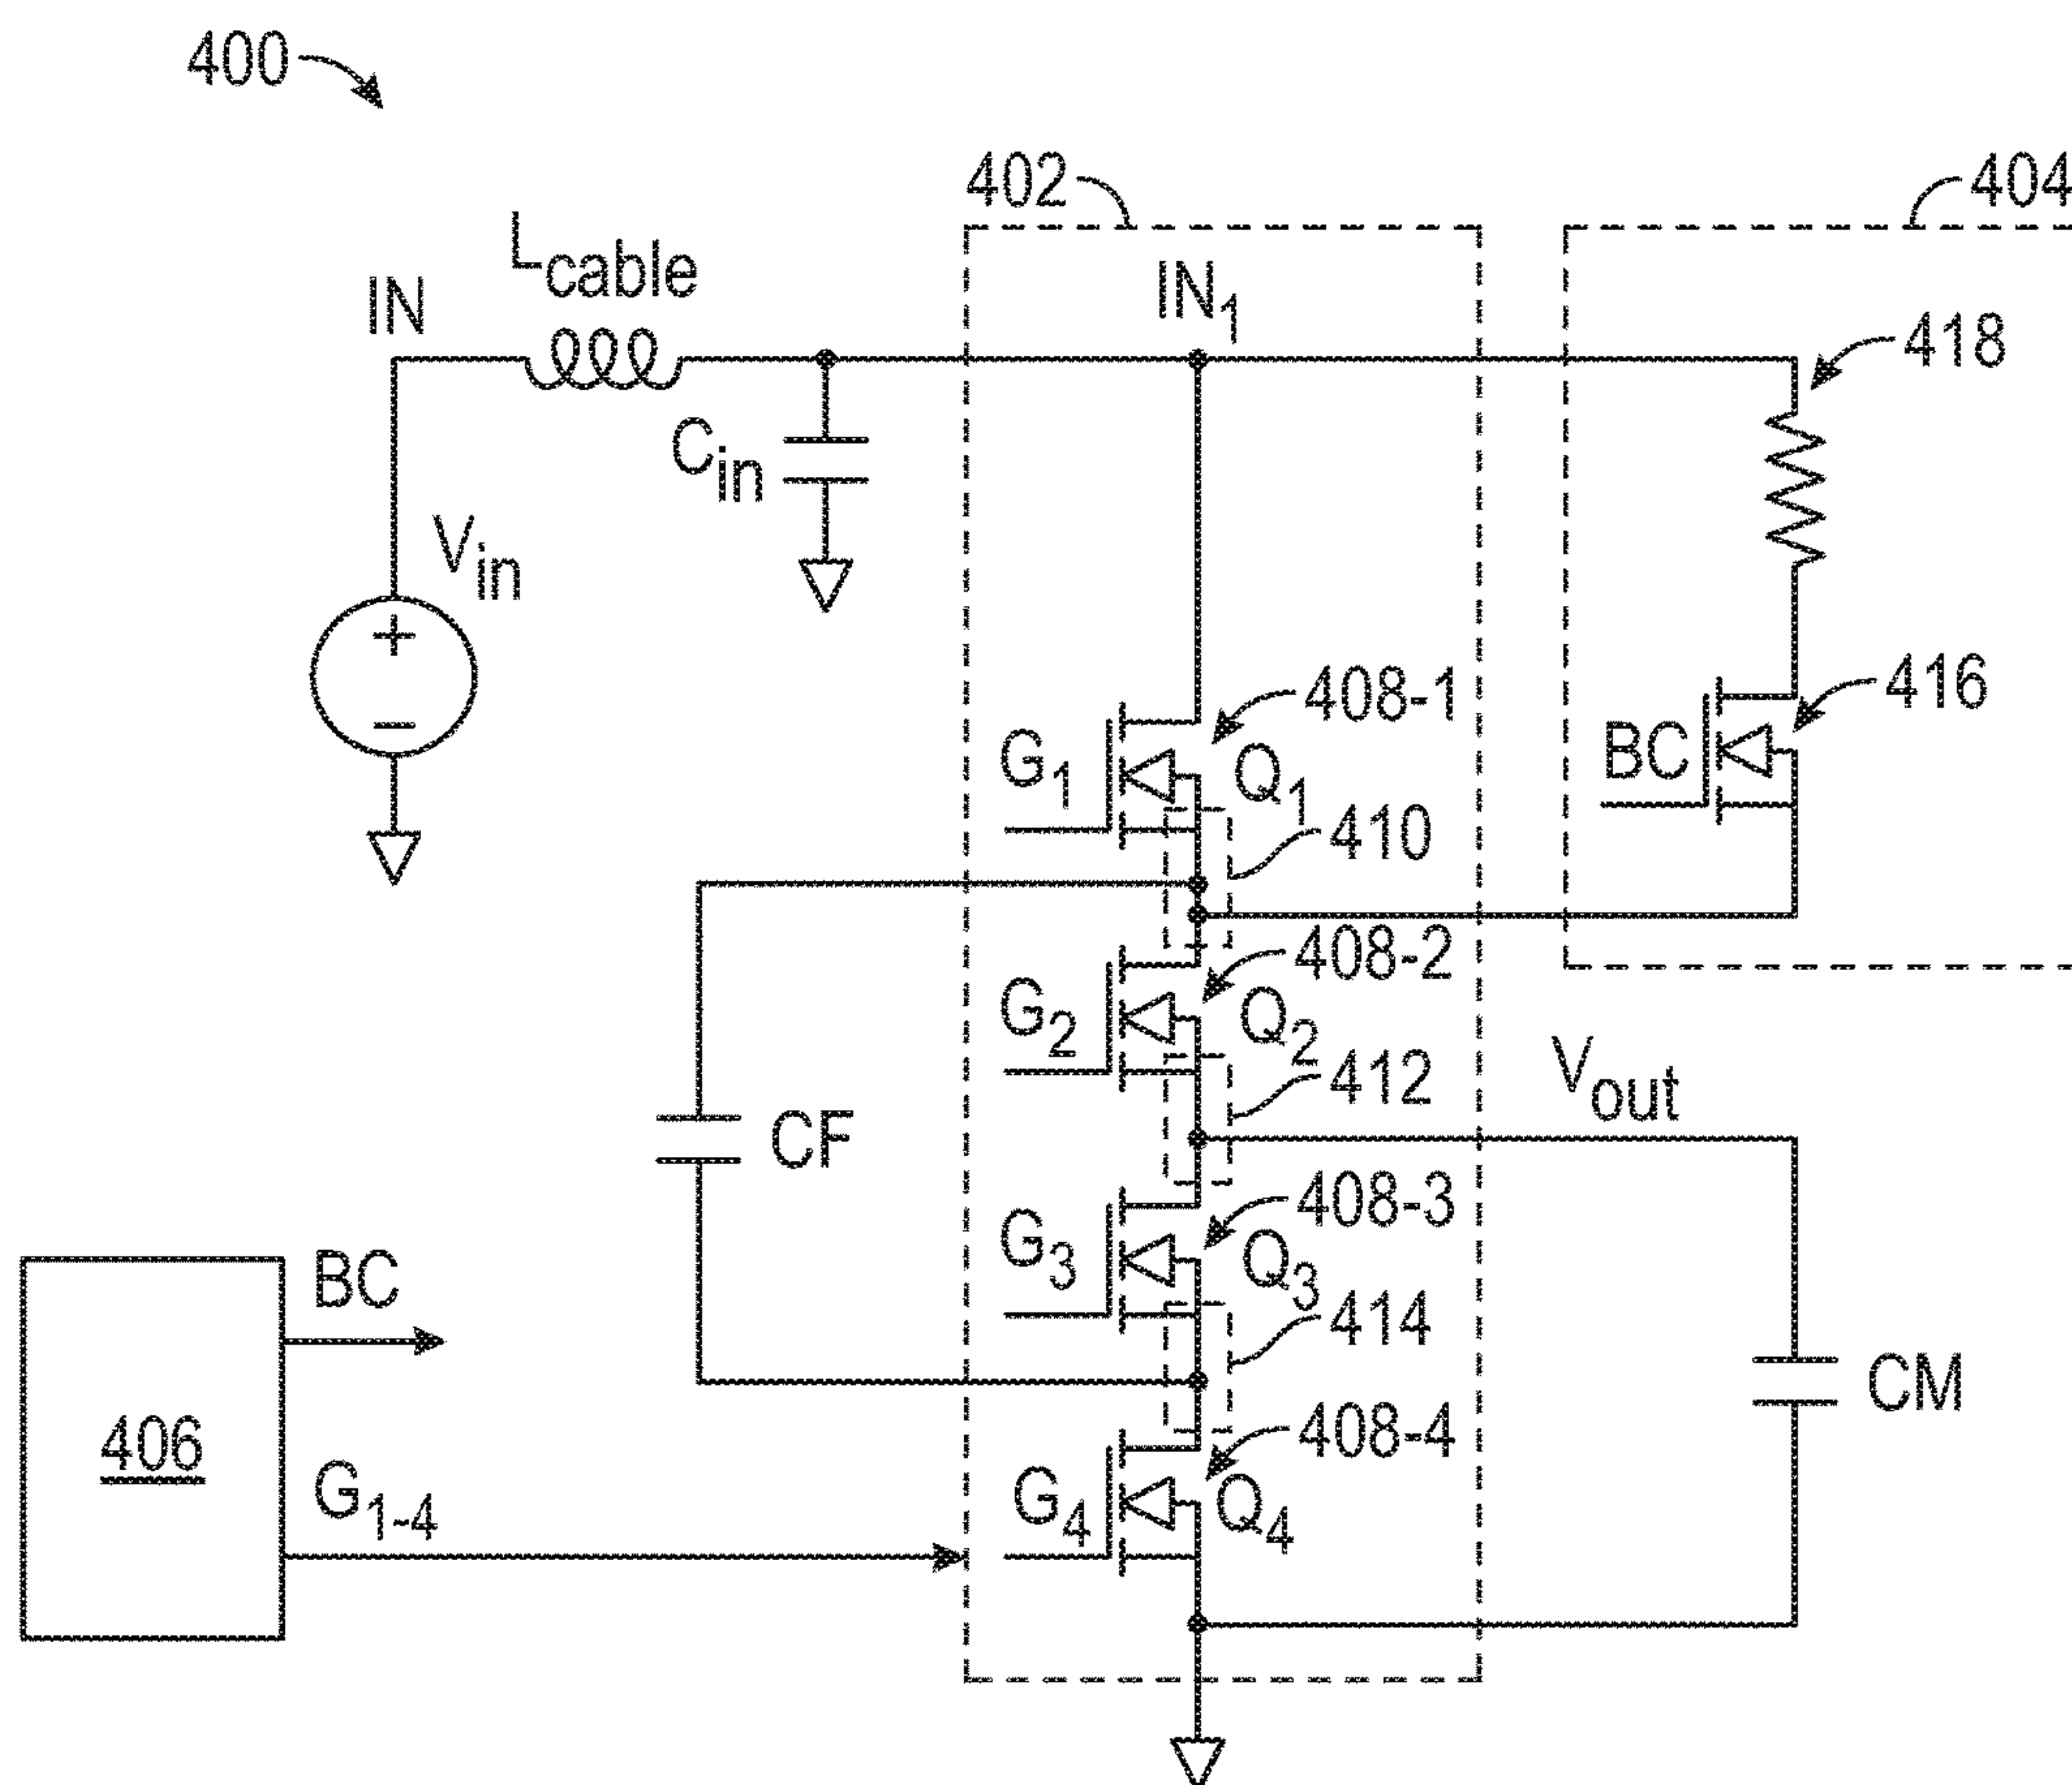 400
402
404
L_cable
IN
IN_1
418
C_in
V_in
408-1
416
G_1
Q_1
BC
410
408-2
G_2
Q_2
412
V_out
CF
408-3
G_3
Q_3
BC
414
CM
406
408-4
G_1-4
G_4
Q_4